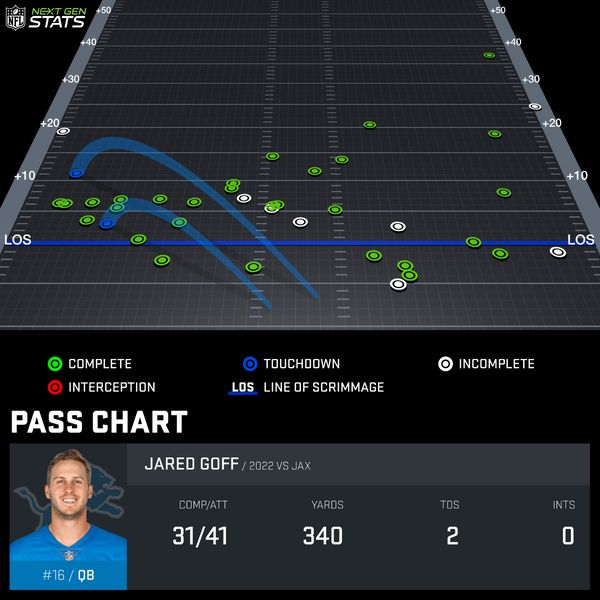 NFL NEXT GEN STATS
+50 +50
+40 +40
+30 +30
+20 +20
+10 +10
LOS LOS
COMPLETE TOUCHDOWN INCOMPLETE
INTERCEPTION LOS LINE OF SCRIMMAGE
PASS CHART
JARED GOFF / 2022 VS JAX
COMP/ATT YARDS TDS INTS
31/41 340 2 0
#16 / QB